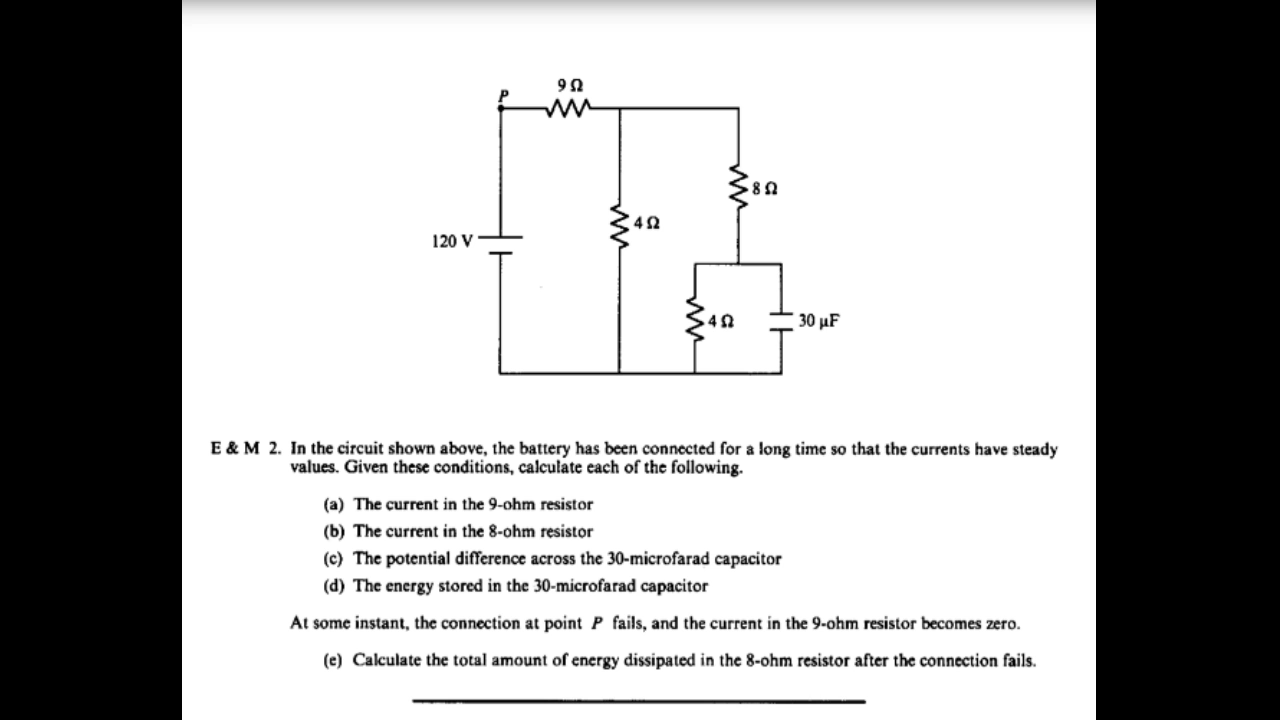 9 Ω
P
8 Ω
4 Ω
120 V
4 Ω
30 μF
E & M 2. In the circuit shown above, the battery has been connected for a long time so that the currents have steady
values. Given these conditions, calculate each of the following.
(a) The current in the 9-ohm resistor
(b) The current in the 8-ohm resistor
(c) The potential difference across the 30-microfarad capacitor
(d) The energy stored in the 30-microfarad capacitor
At some instant, the connection at point P fails, and the current in the 9-ohm resistor becomes zero.
(e) Calculate the total amount of energy dissipated in the 8-ohm resistor after the connection fails.